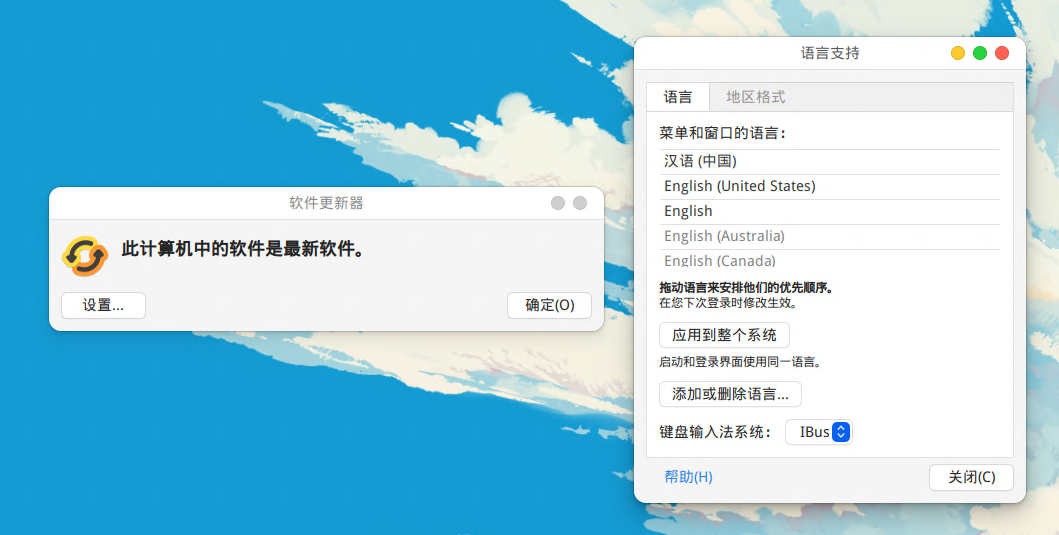 软件更新器
此计算机中的软件是最新软件。
设置...
确定(O)
语言支持
语言
地区格式
菜单和窗口的语言：
汉语 (中国)
English (United States)
English
English (Australia)
English (Canada)
拖动语言来安排他们的优先顺序。
在您下次登录时修改生效。
应用到整个系统
启动和登录界面使用同一语言。
添加或删除语言...
键盘输入法系统： IBus
帮助(H)
关闭(C)